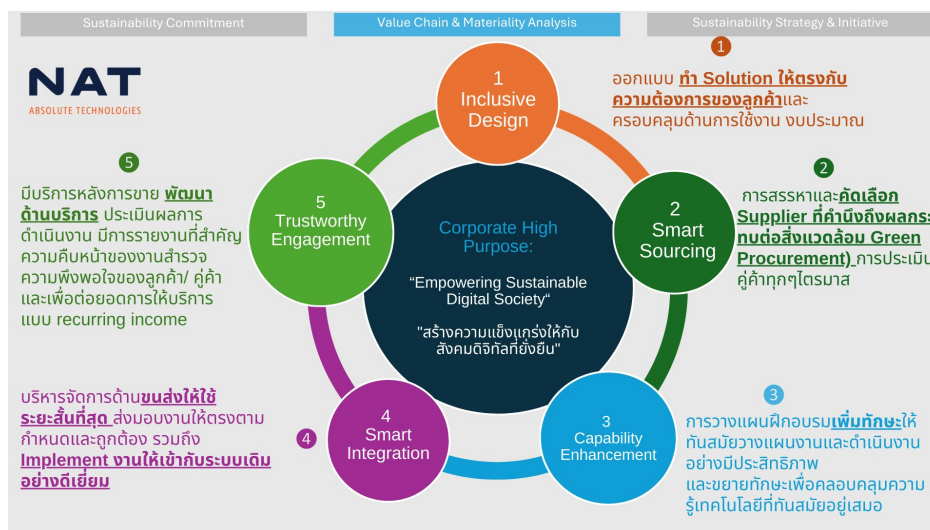 Sustainability Commitment
Value Chain & Materiality Analysis
Sustainability Strategy & Initiative
NAT
ABSOLUTE TECHNOLOGIES
1
Inclusive
Design
1
ออกแบบ ทำ Solution ให้ตรงกับ
ความต้องการของลูกค้าและ
ครอบคลุมด้านการใช้งาน งบประมาณ
2
Smart
Sourcing
2
การสรรหาและคัดเลือก
Supplier ที่คำนึงถึงผลกระ
ทบต่อสิ่งแวดล้อม Green
Procurement) การประเมิน
คู่ค้าทุกๆไตรมาส
3
Capability
Enhancement
3
การวางแผนฝึกอบรมเพิ่มทักษะให้
ทันสมัยวางแผนงานและดำเนินงาน
อย่างมีประสิทธิภาพ
และขยายทักษะเพื่อคลอบคลุมความ
รู้เทคโนโลยีที่ทันสมัยอยู่เสมอ
4
Smart
Integration
4
บริหารจัดการด้านขนส่งให้ใช้
ระยะสั้นที่สุด ส่งมอบงานให้ตรงตาม
กำหนดและถูกต้อง รวมถึง
Implement งานให้เข้ากับระบบเดิม
อย่างดีเยี่ยม
5
Trustworthy
Engagement
5
มีบริการหลังการขาย พัฒนา
ด้านบริการ ประเมินผลการ
ดำเนินงาน มีการรายงานที่สำคัญ
ความคืบหน้าของงานสำรวจ
ความพึงพอใจของลูกค้า/ คู่ค้า
และเพื่อต่อยอดการให้บริการ
แบบ recurring income
Corporate High
Purpose:
“Empowering Sustainable
Digital Society“
"สร้างความแข็งแกร่งให้กับ
สังคมดิจิทัลที่ยั่งยืน"